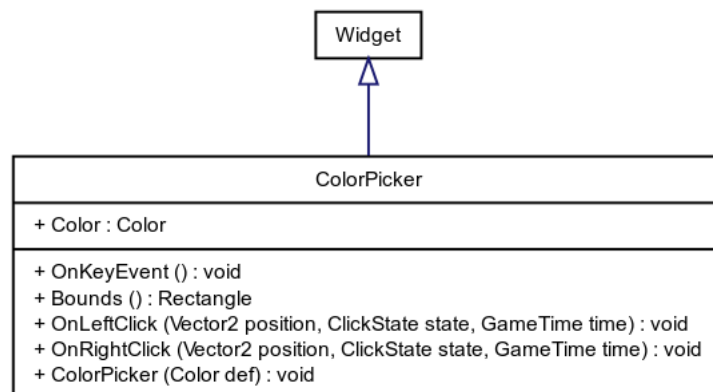 Widget
ColorPicker
+ Color : Color
+ OnKeyEvent () : void
+ Bounds () : Rectangle
+ OnLeftClick (Vector2 position, ClickState state, GameTime time) : void
+ OnRightClick (Vector2 position, ClickState state, GameTime time) : void
+ ColorPicker (Color def) : void